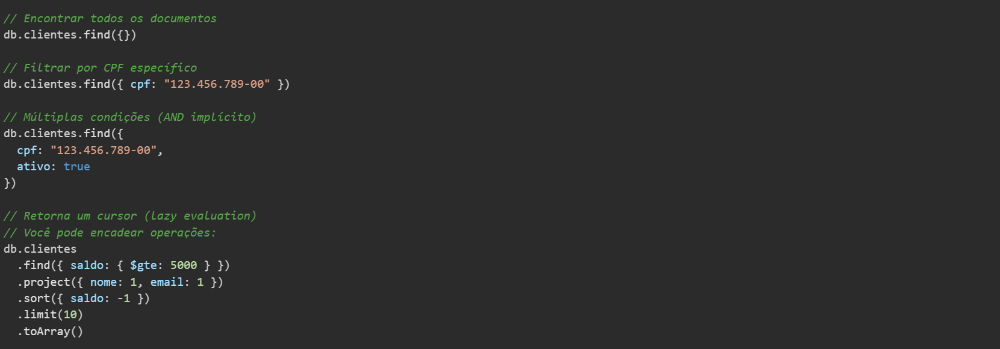 // Encontrar todos os documentos
db.clientes.find({})
// Filtrar por CPF específico
db.clientes.find({ cpf: "123.456.789-00" })
// Múltiplas condições (AND implícito)
db.clientes.find({
  cpf: "123.456.789-00",
  ativo: true
})
// Retorna um cursor (lazy evaluation)
// Você pode encadear operações:
db.clientes
  .find({ saldo: { $gte: 5000 } })
  .project({ nome: 1, email: 1 })
  .sort({ saldo: -1 })
  .limit(10)
  .toArray()